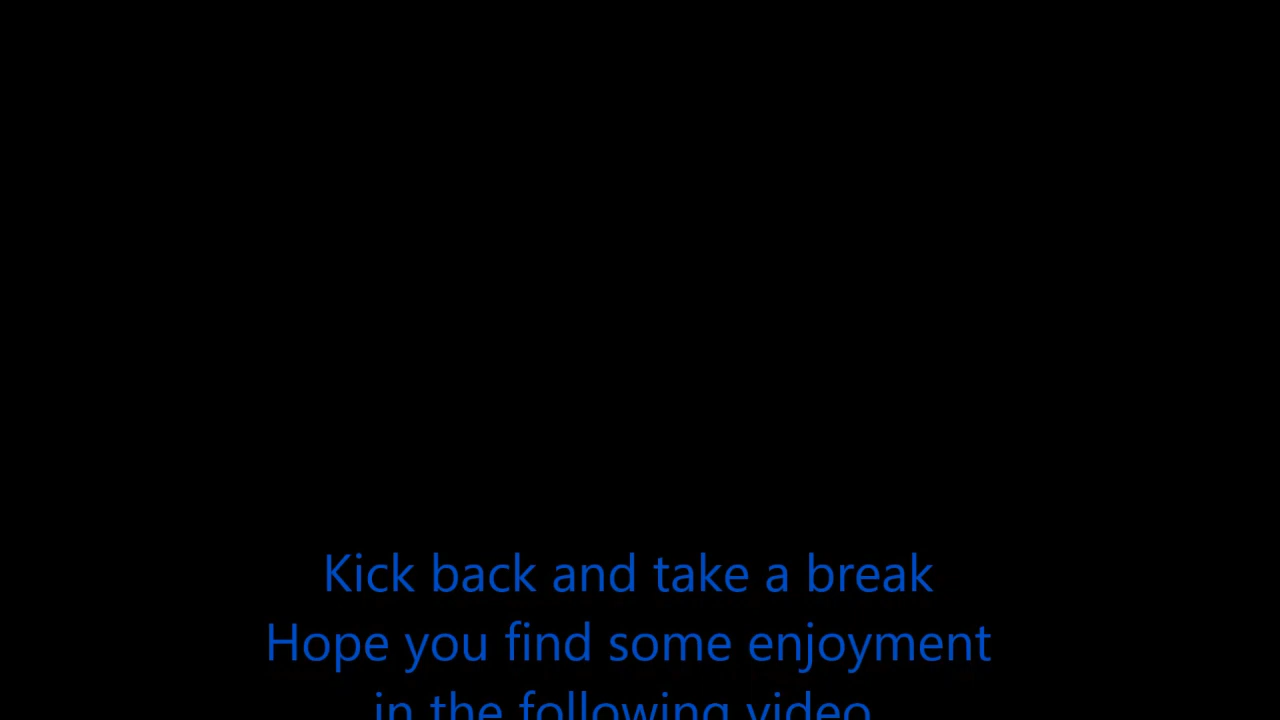 Kick back and take a break
Hope you find some enjoyment
in the following video